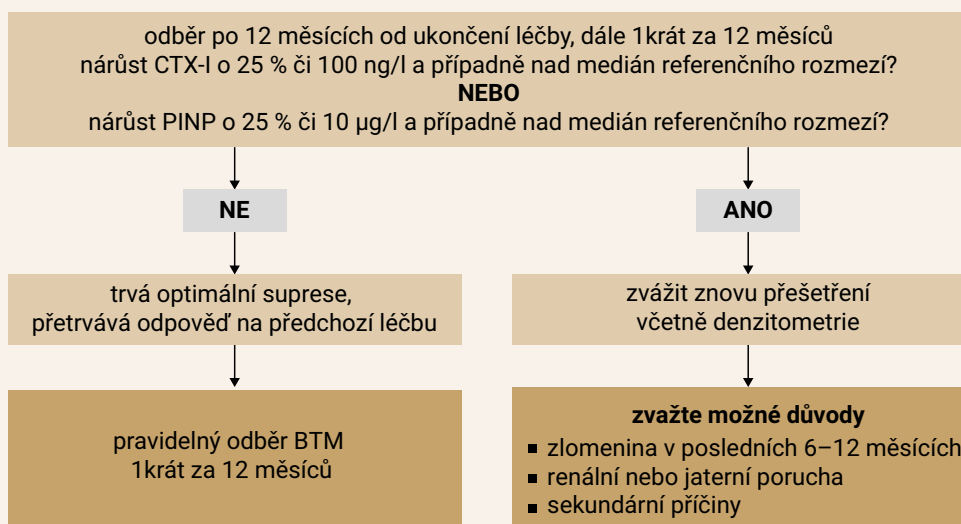 odběr po 12 měsících od ukončení léčby, dále 1krát za 12 měsíců
nárůst CTX-I o 25 % či 100 ng/l a případně nad medián referenčního rozmezí?
NEBO
nárůst PINP o 25 % či 10 µg/l a případně nad medián referenčního rozmezí?
NE
ANO
trvá optimální suprese,
přetrvává odpověď na předchozí léčbu
zvážit znovu přešetření
včetně denzitometrie
pravidelný odběr BTM
1krát za 12 měsíců
zvažte možné důvody
▪ zlomenina v posledních 6–12 měsících
▪ renální nebo jaterní porucha
▪ sekundární příčiny